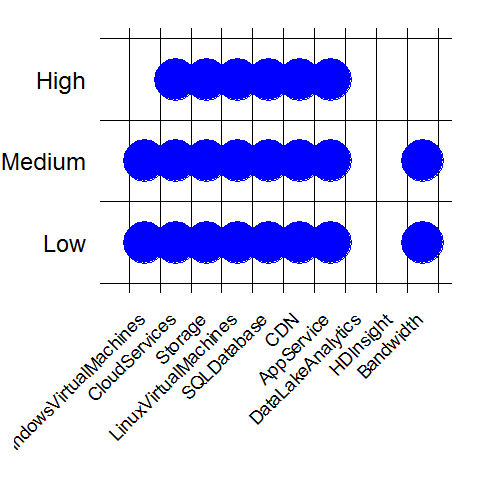 High
Medium
Low
ndowsVirtualMachines
CloudServices
Storage
LinuxVirtualMachines
SQLDatabase
CDN
AppService
DataLakeAnalytics
HDInsight
Bandwidth